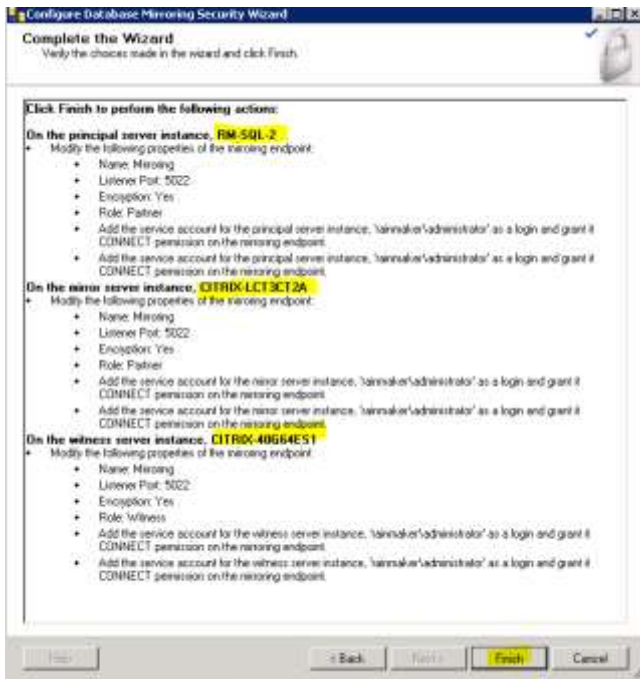 Configure Database Mirroring Security Wizard
Complete the Wizard
Verify the choices made in the wizard and click Finish.
Click Finish to perform the following actions:
On the principal server instance, RM-SQL-2
• Modify the following properties of the mirroring endpoint:
• Name: Mirroring
• Listener Port: 5022
• Encryption: Yes
• Role: Partner
• Add the service account for the principal server instance, 'rainmaker\administrator' as a login and grant it
CONNECT permission on the mirroring endpoint.
• Add the service account for the principal server instance, 'rainmaker\administrator' as a login and grant it
CONNECT permission on the mirroring endpoint.
On the mirror server instance, CITRIX-LCT3CT2A
• Modify the following properties of the mirroring endpoint:
• Name: Mirroring
• Listener Port: 5022
• Encryption: Yes
• Role: Partner
• Add the service account for the mirror server instance, 'rainmaker\administrator' as a login and grant it
CONNECT permission on the mirroring endpoint.
• Add the service account for the mirror server instance, 'rainmaker\administrator' as a login and grant it
CONNECT permission on the mirroring endpoint.
On the witness server instance, CITRIX-40G64ES1
• Modify the following properties of the mirroring endpoint:
• Name: Mirroring
• Listener Port: 5022
• Encryption: Yes
• Role: Witness
• Add the service account for the witness server instance, 'rainmaker\administrator' as a login and grant it
CONNECT permission on the mirroring endpoint.
• Add the service account for the witness server instance, 'rainmaker\administrator' as a login and grant it
CONNECT permission on the mirroring endpoint.
Help < Back Next > Finish Cancel